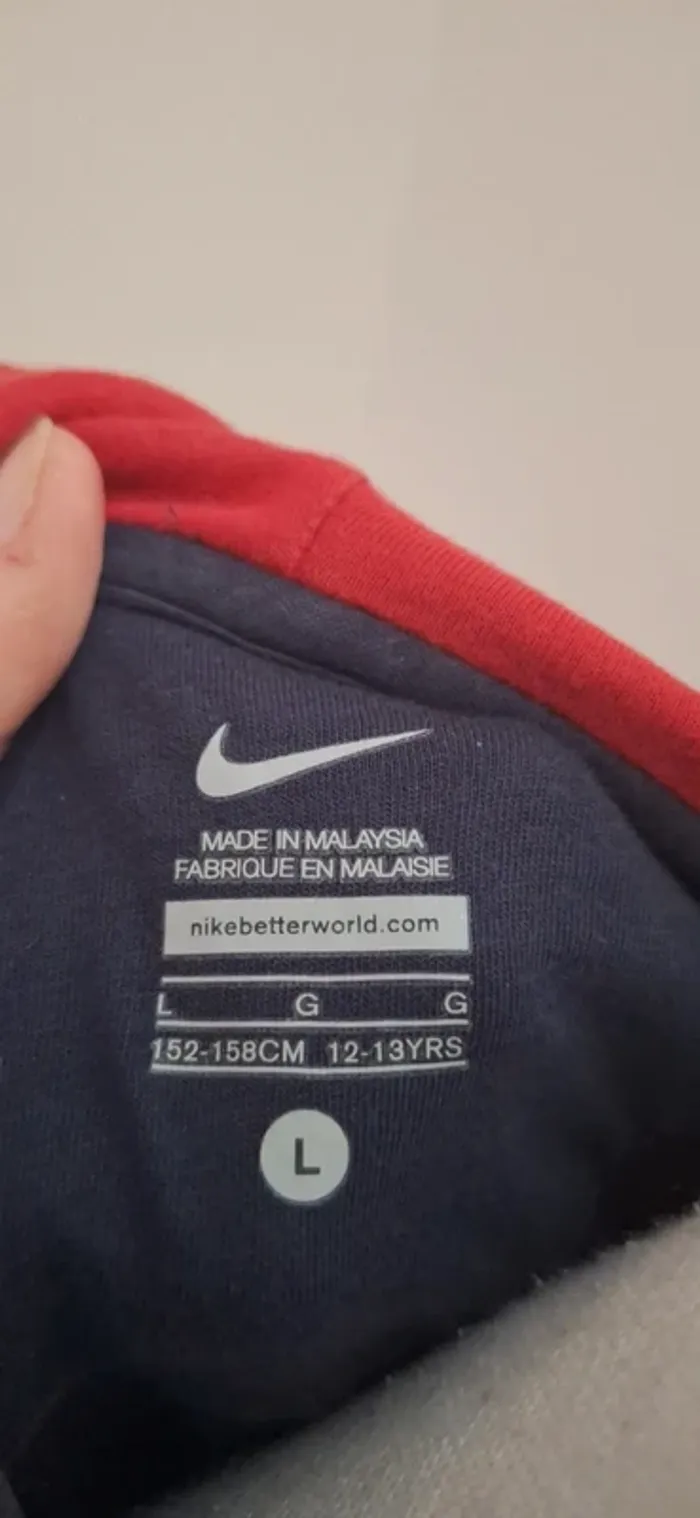 MADE IN MALAYSIA
FABRIQUE EN MALAISIE
nikebetterworld.com
L G G
152-158CM 12-13YRS
L